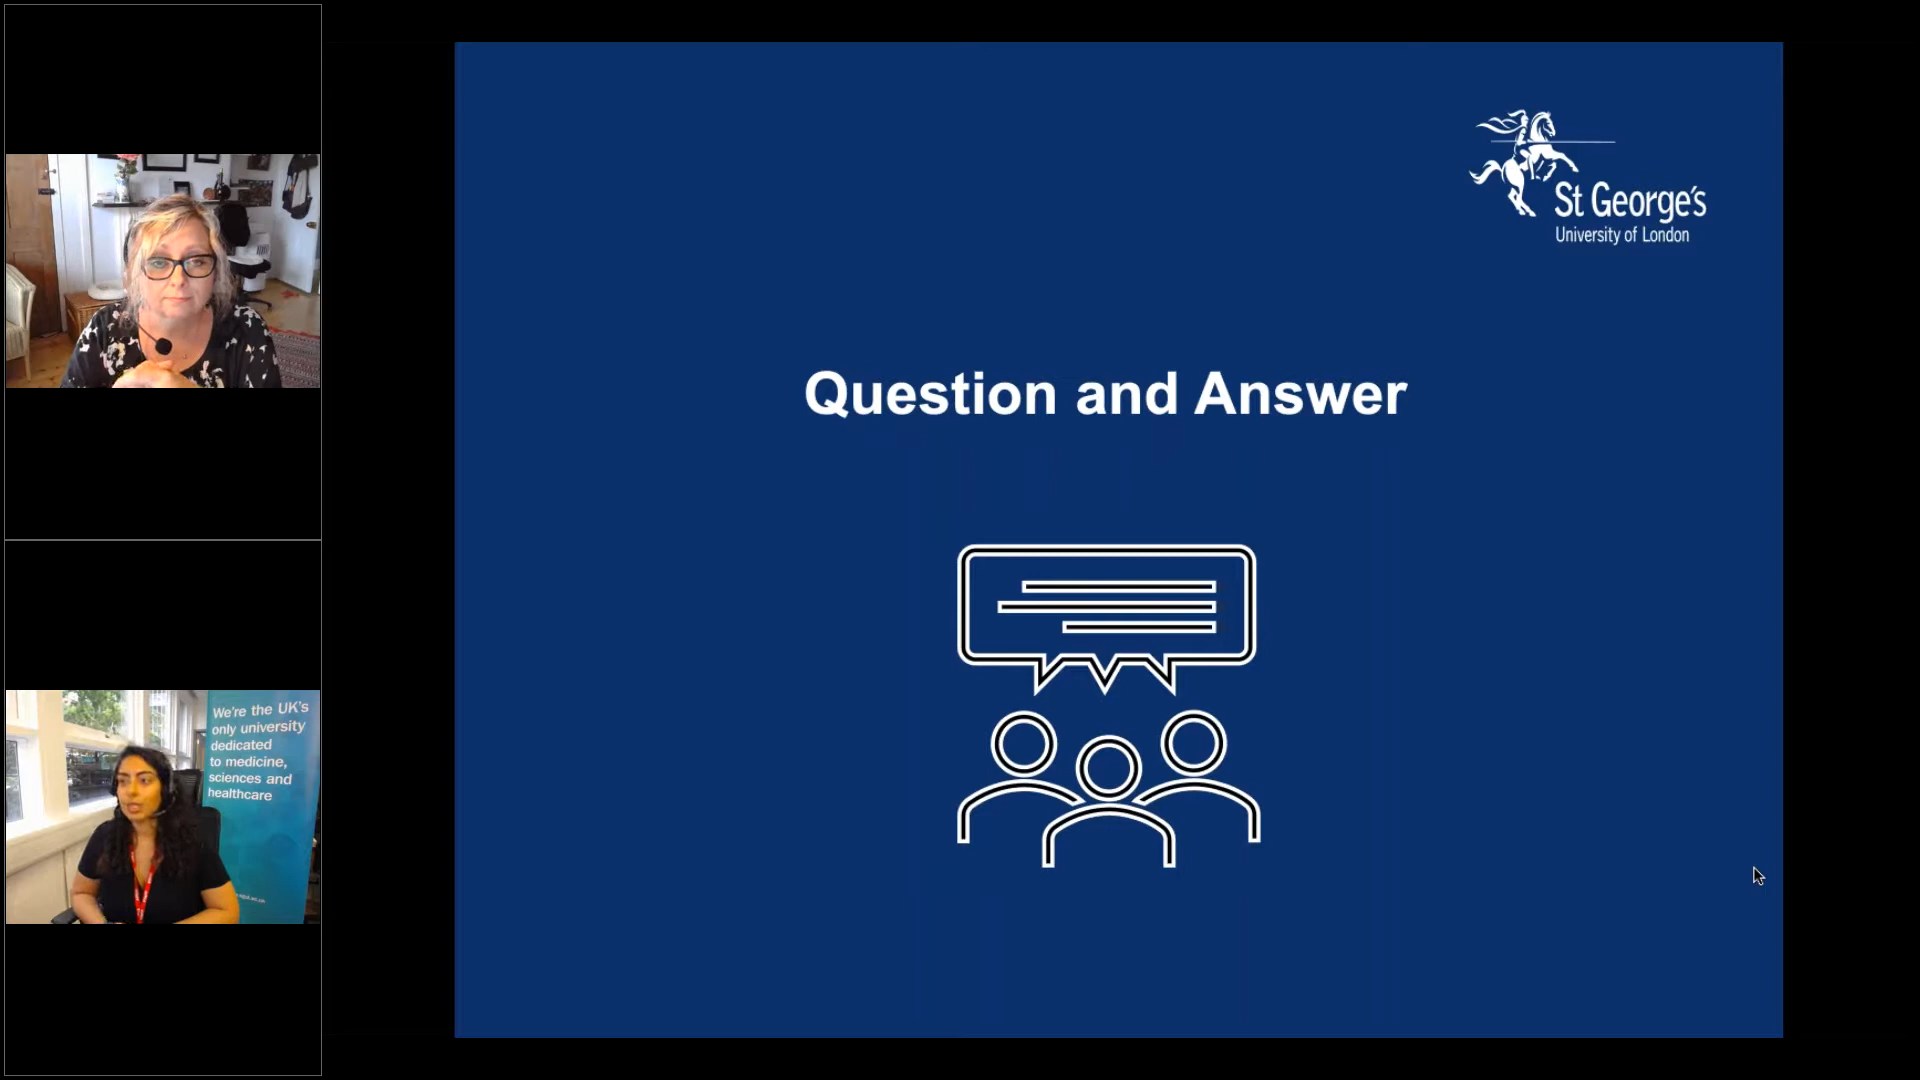 St George's
University of London
Question and Answer
We're the UK's
only university
dedicated
to medicine,
sciences and
healthcare